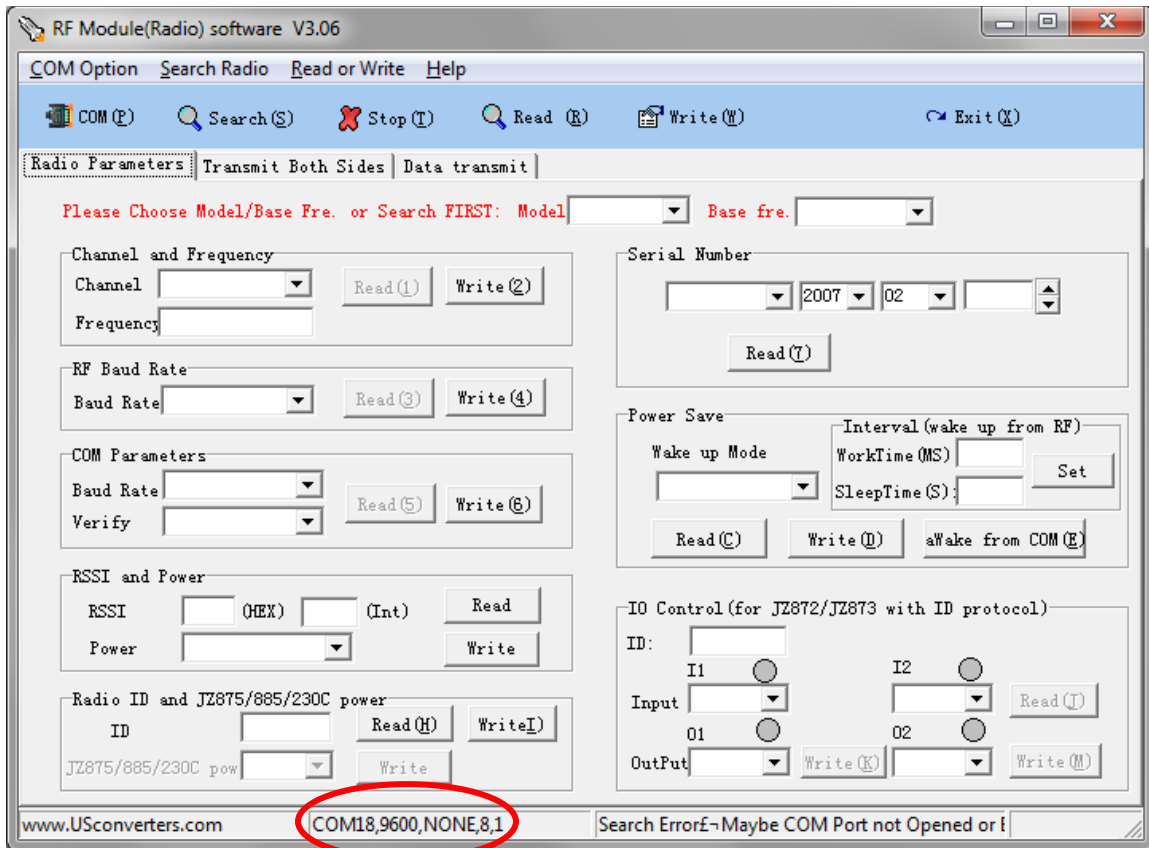 RF Module(Radio) software V3.06
COM Option Search Radio Read or Write Help
COM(P) Search(S) Stop(T) Read (R) Write(W) Exit(X)
Radio Parameters Transmit Both Sides Data transmit
Please Choose Model/Base Fre. or Search FIRST: Model Base fre.
Channel and Frequency
Channel Read(1) Write(2)
Frequency
RF Baud Rate
Baud Rate Read(3) Write(4)
COM Parameters
Baud Rate
Read(5) Write(6)
Verify
RSSI and Power
RSSI (HEX) (Int) Read
Power Write
Radio ID and JZ875/885/230C power
ID Read(H) WriteI)
JZ875/885/230C pow Write
Serial Number
2007 02
Read(7)
Power Save
Interval(wake up from RF)
Wake up Mode WorkTime(MS)
Set
SleepTime(S):
Read(C) Write(D) aWake from COM(E)
IO Control(for JZ872/JZ873 with ID protocol)
ID:
I1 I2
Input Read(J)
O1 O2
OutPut Write(K) Write(M)
www.USconverters.com COM18,9600,NONE,8,1 Search Error£¬Maybe COM Port not Opened or